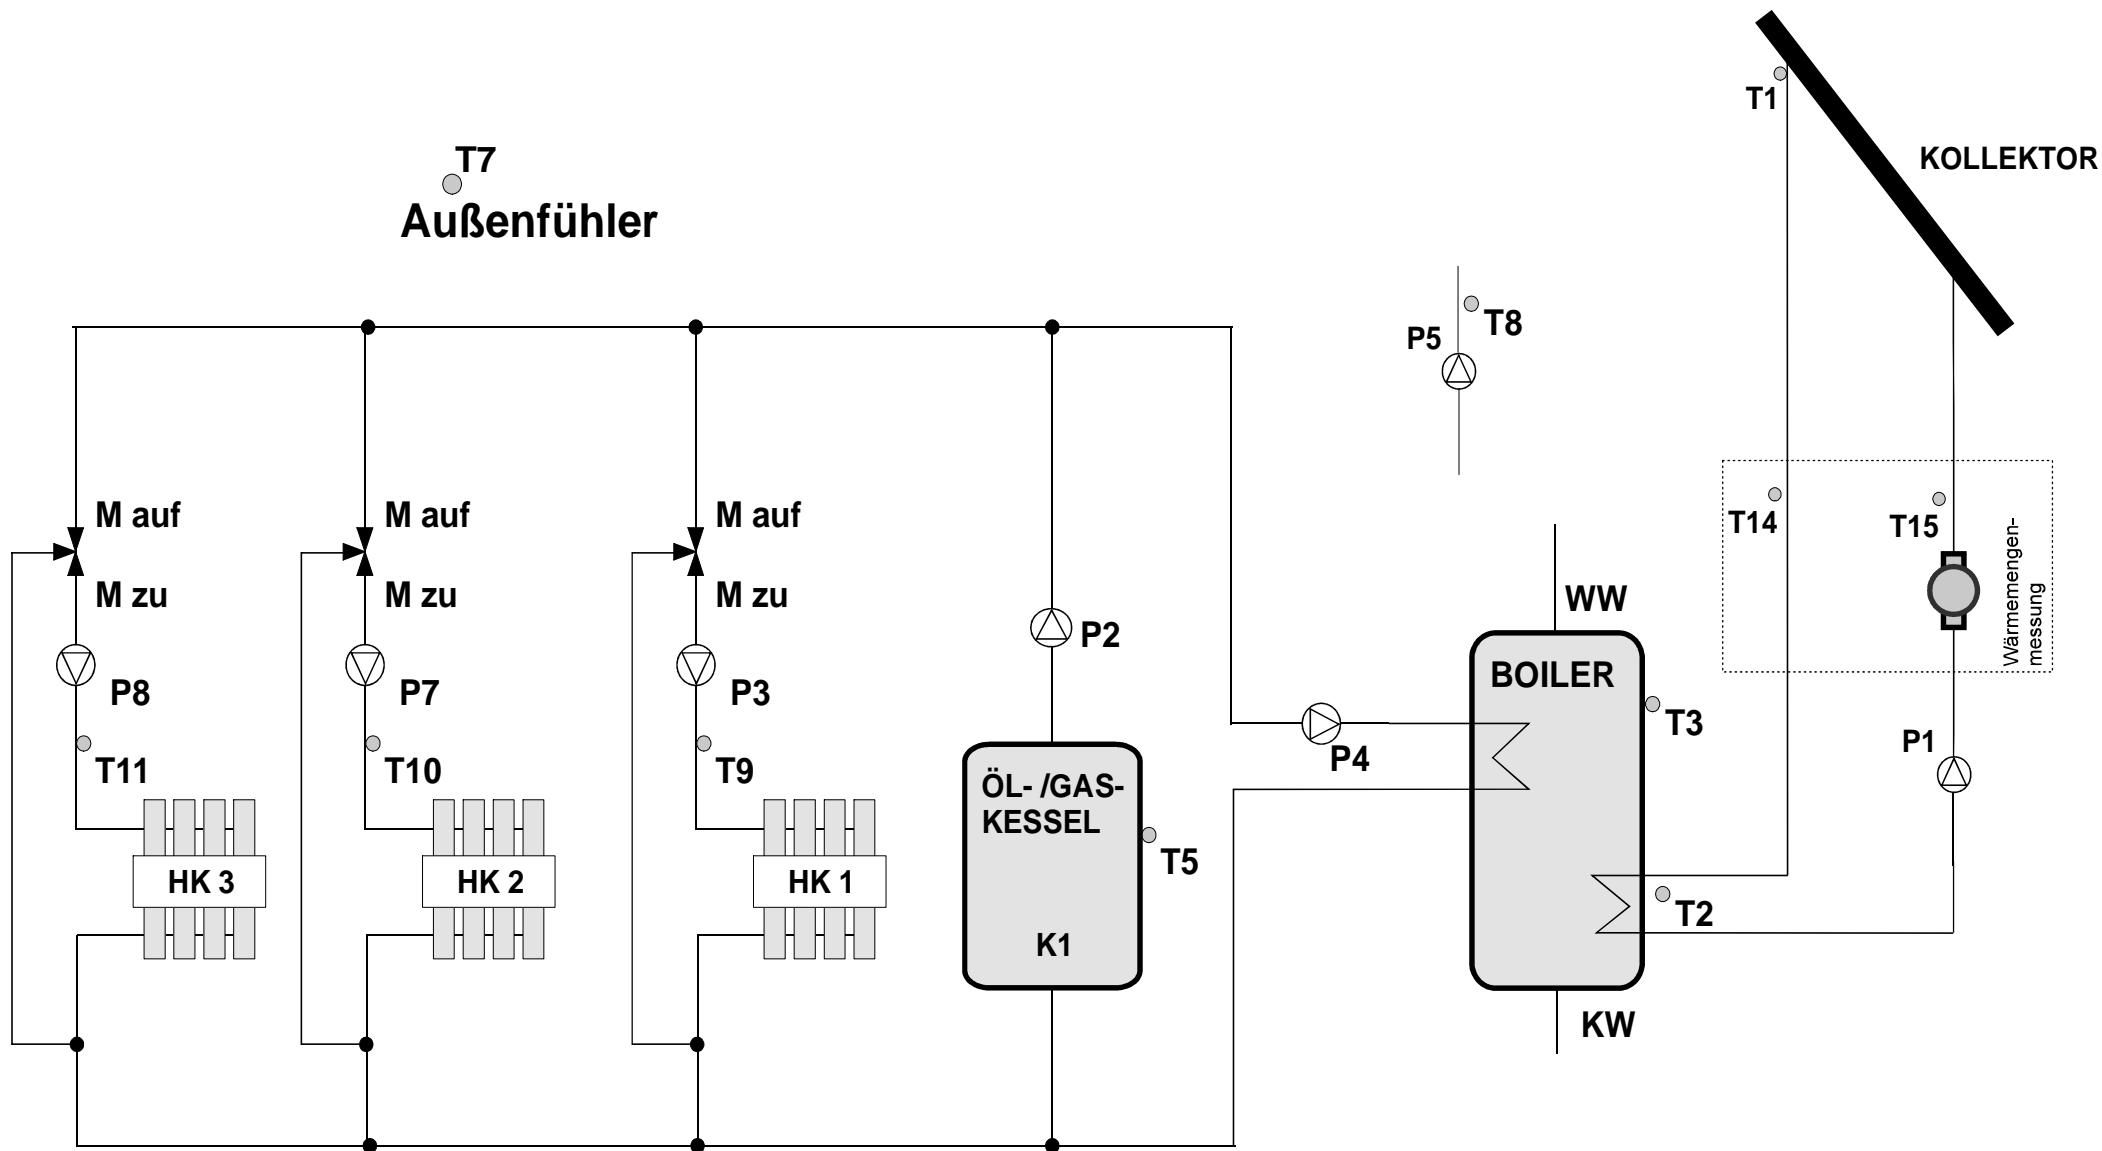 T1
KOLLEKTOR
T7
Außenfühler
T8
P5
M auf
M auf
M auf
T14
T15
Wärmemengen-
messung
M zu
M zu
M zu
WW
P2
P8
P7
P3
BOILER
T3
P4
P1
T11
T10
T9
ÖL- /GAS-
KESSEL
T5
HK 3
HK 2
HK 1
T2
K1
KW